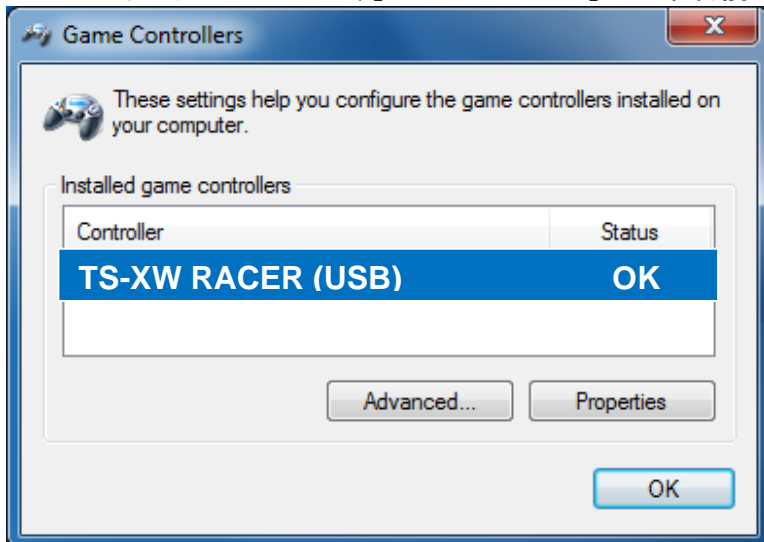 Game Controllers
These settings help you configure the game controllers installed on
your computer.
Installed game controllers
Controller Status
TS-XW RACER (USB) OK
Advanced... Properties
OK